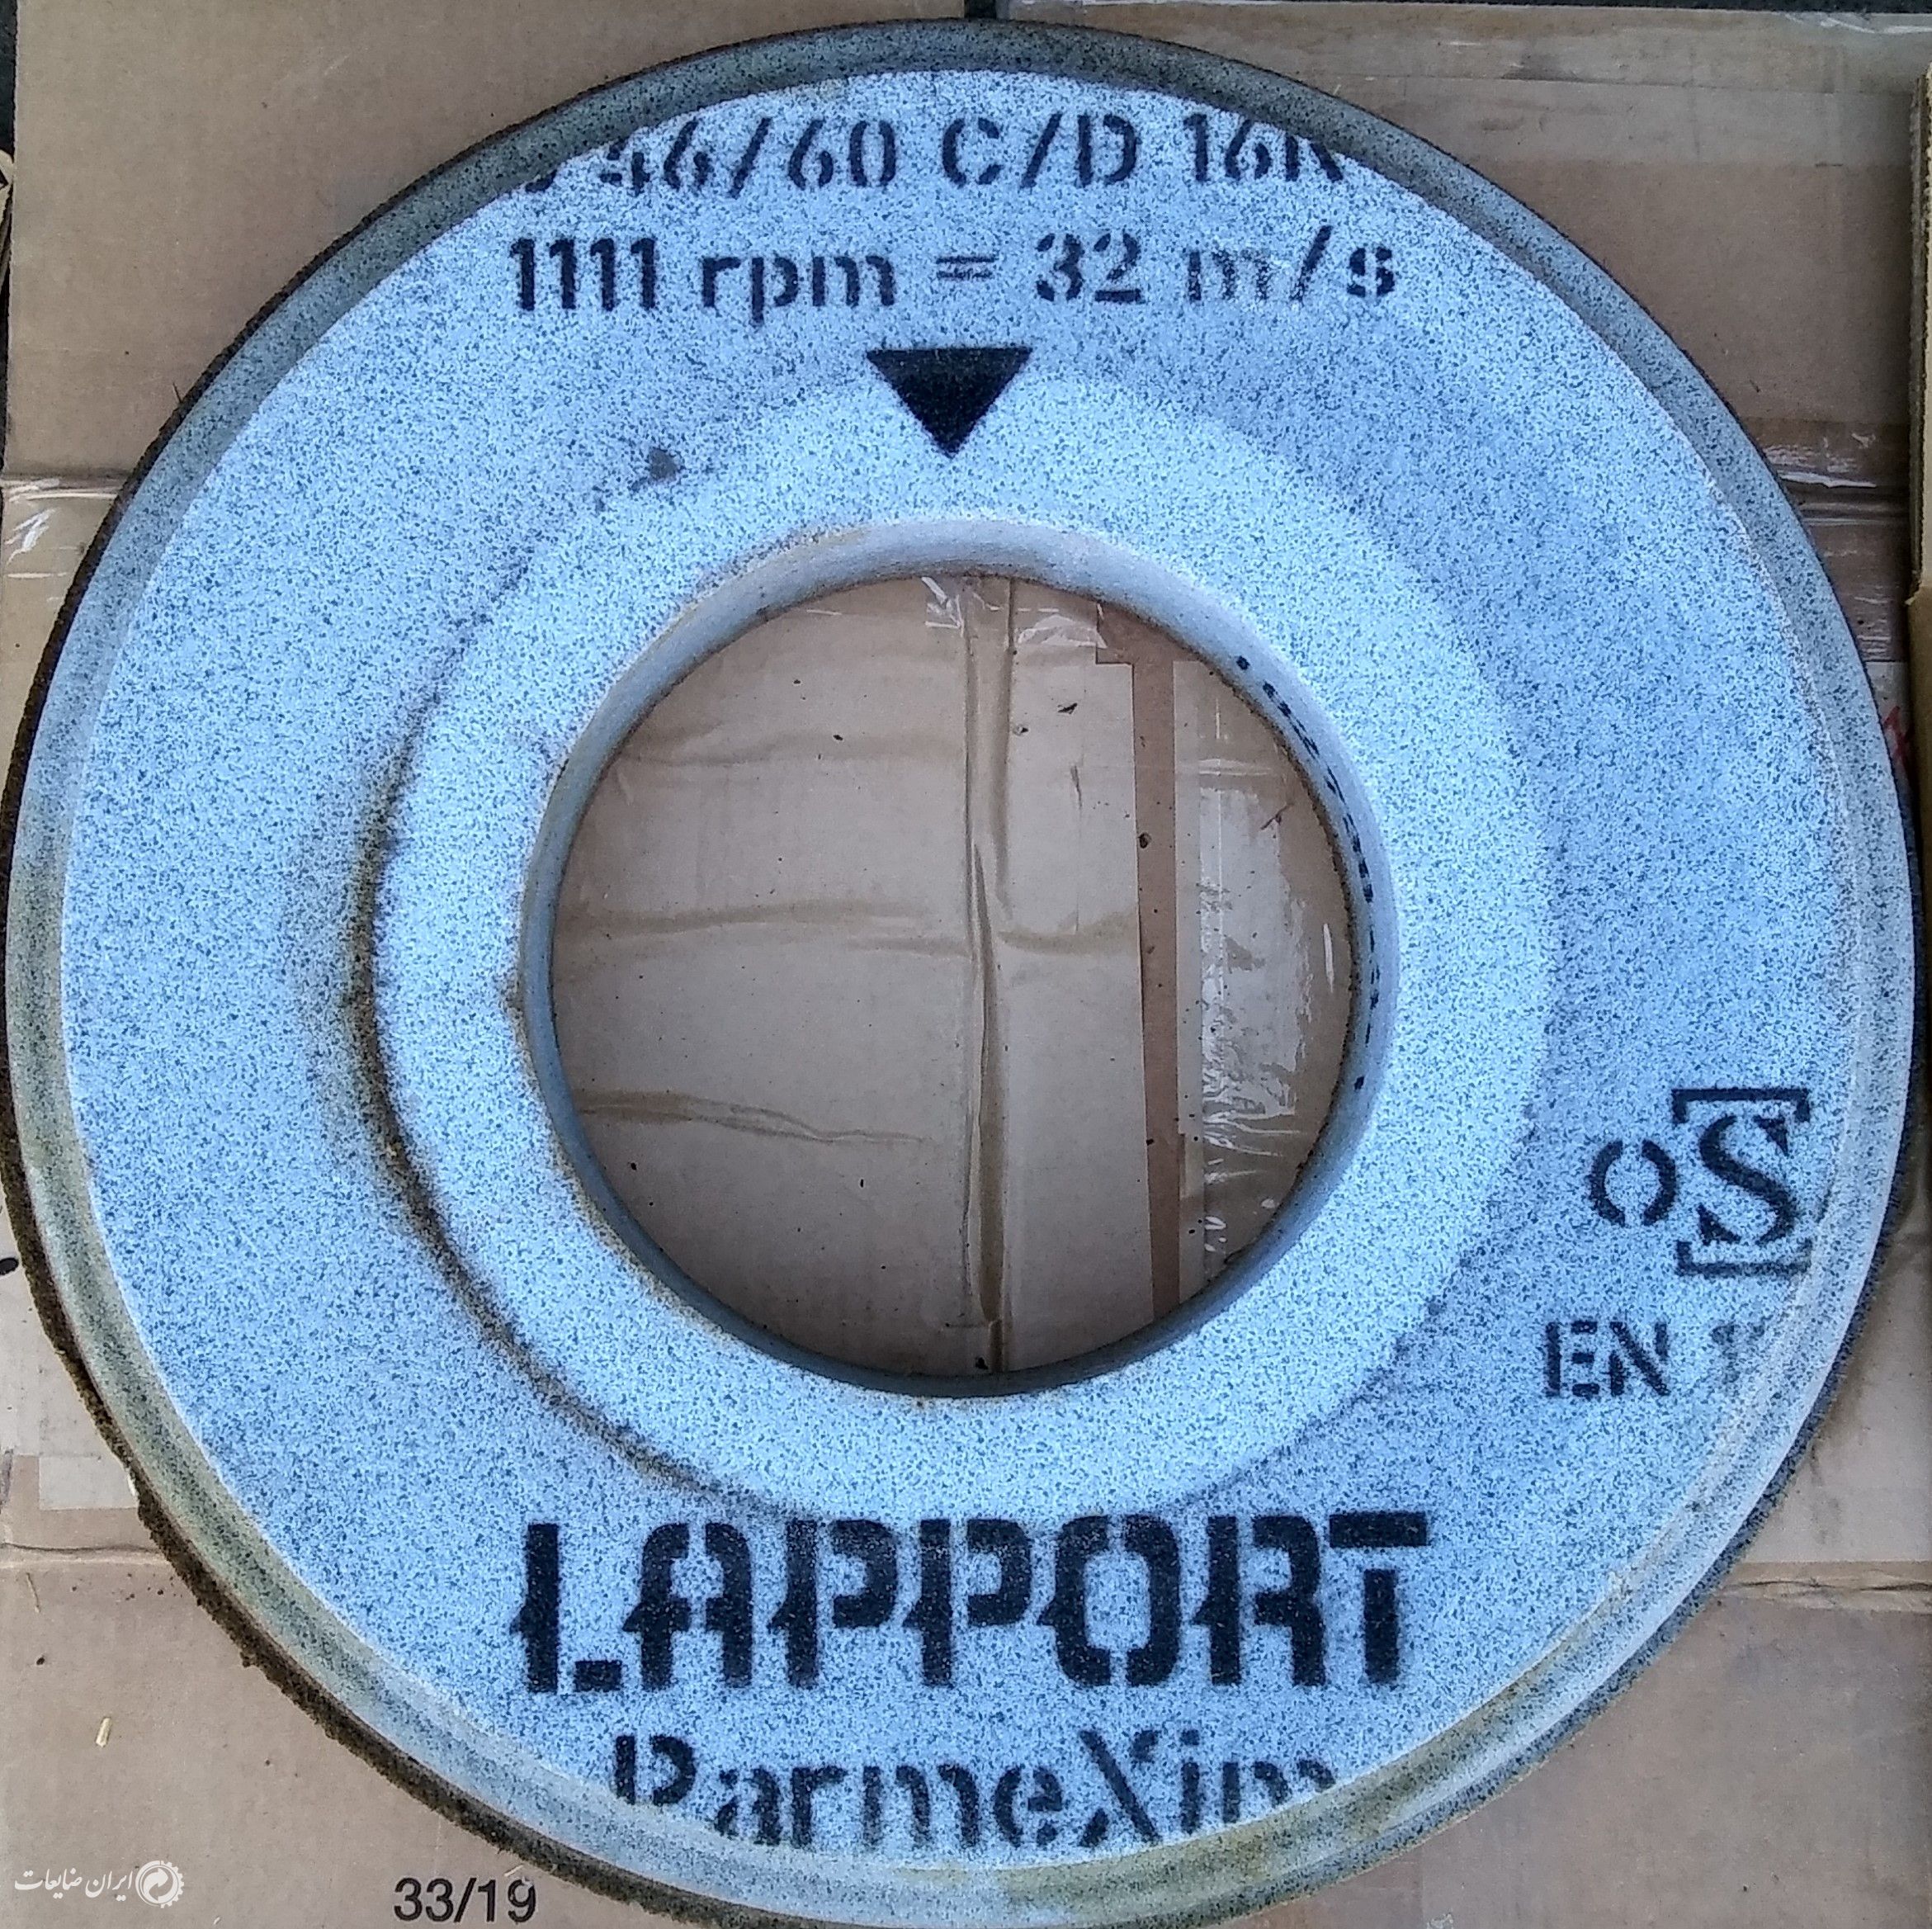 46/60 C/D 16
1111 rpm = 32 m/s
OS
EN
LAPPORT
ParmeXim
33/19
ایران ضایعات